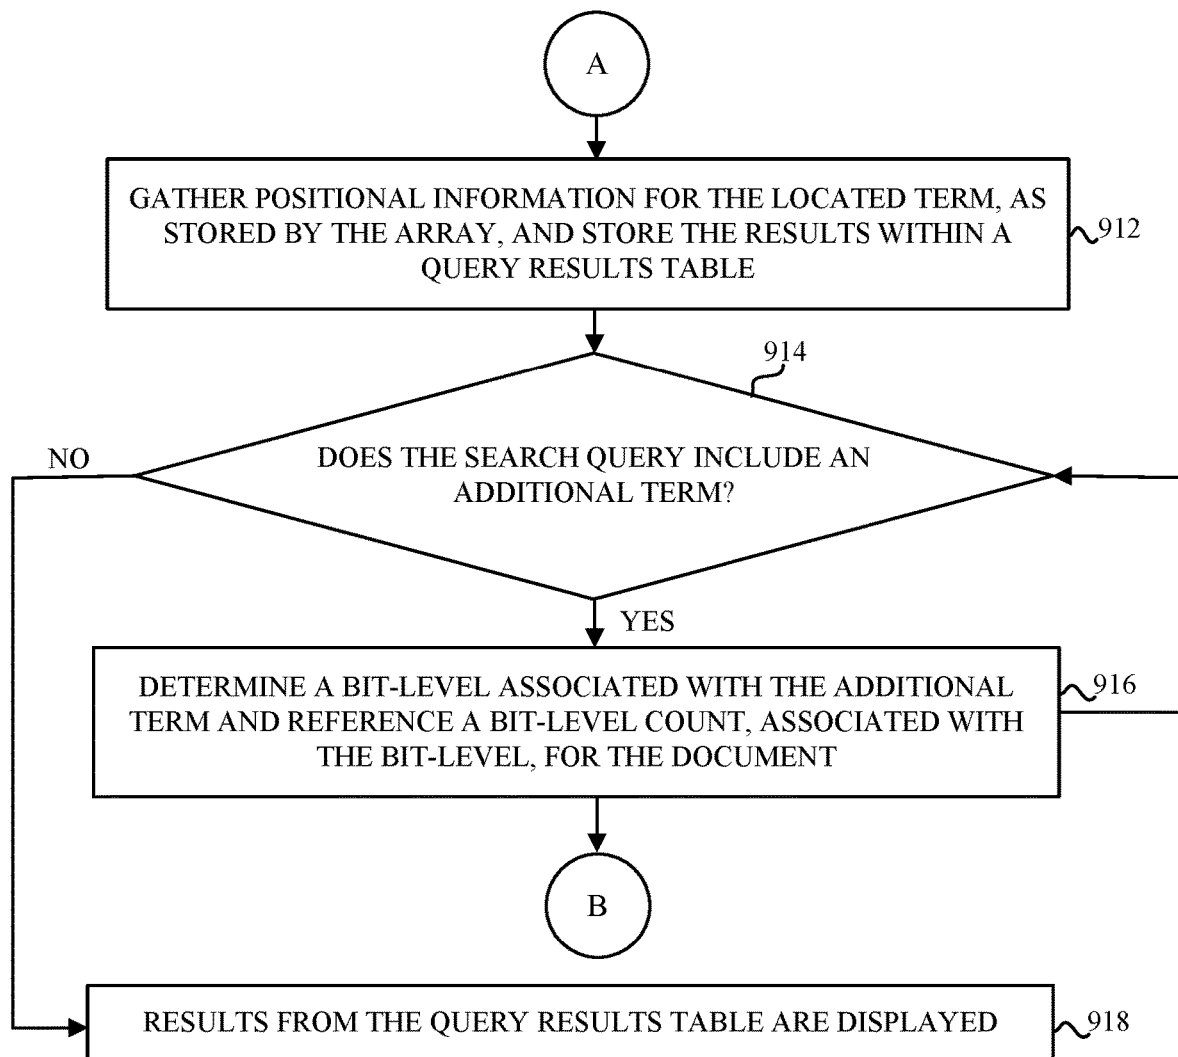 A
GATHER POSITIONAL INFORMATION FOR THE LOCATED TERM, AS
STORED BY THE ARRAY, AND STORE THE RESULTS WITHIN A
QUERY RESULTS TABLE
912
914
NO
DOES THE SEARCH QUERY INCLUDE AN
ADDITIONAL TERM?
YES
DETERMINE A BIT-LEVEL ASSOCIATED WITH THE ADDITIONAL
TERM AND REFERENCE A BIT-LEVEL COUNT, ASSOCIATED WITH
THE BIT-LEVEL, FOR THE DOCUMENT
916
B
RESULTS FROM THE QUERY RESULTS TABLE ARE DISPLAYED
918